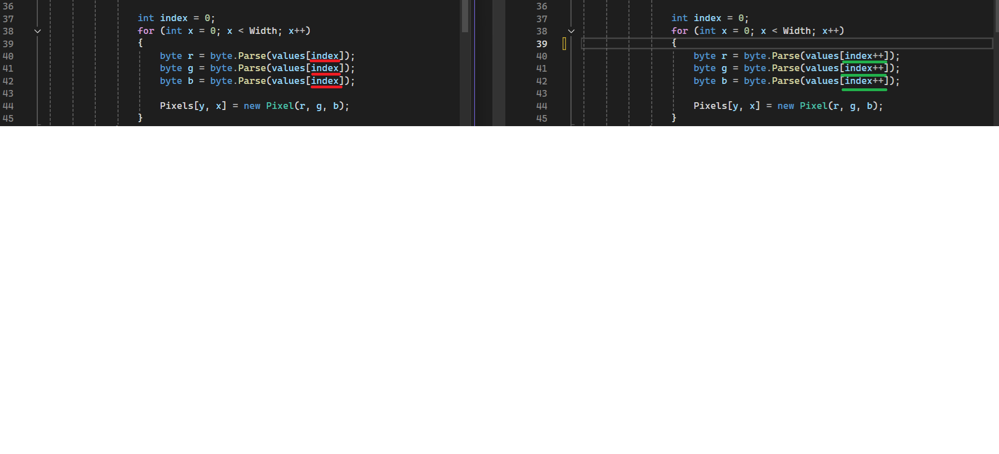 36
37 int index = 0;
38 for (int x = 0; x < Width; x++)
39 {
40 byte r = byte.Parse(values[index]);
41 byte g = byte.Parse(values[index]);
42 byte b = byte.Parse(values[index]);
43
44 Pixels[y, x] = new Pixel(r, g, b);
45 }
36
37 int index = 0;
38 for (int x = 0; x < Width; x++)
39 {
40 byte r = byte.Parse(values[index++]);
41 byte g = byte.Parse(values[index++]);
42 byte b = byte.Parse(values[index++]);
43
44 Pixels[y, x] = new Pixel(r, g, b);
45 }